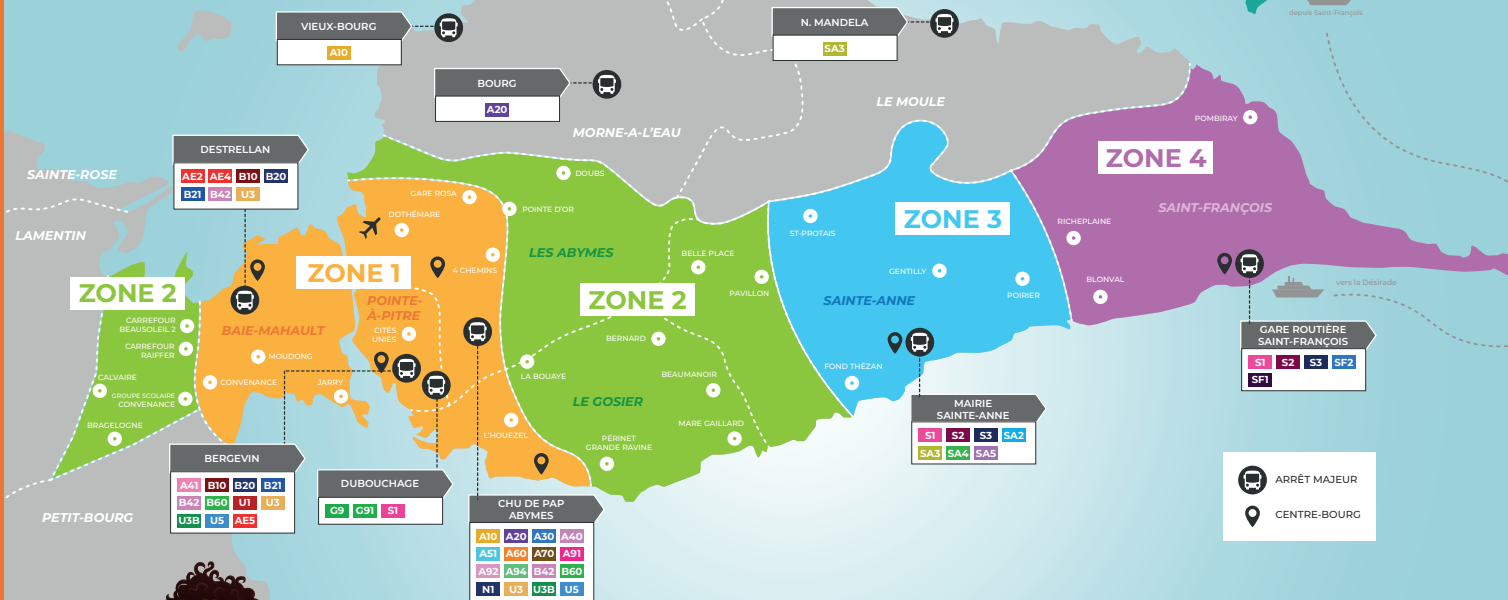 depuis Saint-François
VIEUX-BOURG
A10
N. MANDELA
SA3
BOURG
A20
LE MOULE
MORNE-A-L'EAU
POMBIRAY
ZONE 4
SAINT-FRANÇOIS
RICHEPLAINE
BLONVAL
vers la Désirade
DESTRELLAN
AE2 AE4 B10 B20
B21 B42 U3
SAINTE-ROSE
LAMENTIN
DOUBS
GARE ROSA
POINTE D'OR
DOTHÉMARE
4 CHEMINS
LES ABYMES
BELLE PLACE
PAVILLON
ST-PROTAIS
ZONE 3
GENTILLY
POIRIER
SAINTE-ANNE
FOND THÉZAN
ZONE 2
ZONE 1
ZONE 2
POINTE-
À-PITRE
CITÉS
UNIES
BAIE-MAHAULT
CARREFOUR
BEAUSOLEIL 2
CARREFOUR
RAIFFER
MOUDONG
CALVAIRE
CONVENANCE
JARRY
GROUPE SCOLAIRE
CONVENANCE
BRAGELOGNE
BERNARD
LA BOUAYE
BEAUMANOIR
LE GOSIER
MARE GAILLARD
L'HOUEZEL
PÉRINET
GRANDE RAVINE
GARE ROUTIÈRE
SAINT-FRANÇOIS
S1 S2 S3 SF2
SF1
MAIRIE
SAINTE-ANNE
S1 S2 S3 SA2
SA3 SA4 SA5
BERGEVIN
A41 B10 B20 B21
B42 B60 U1 U3
U3B U5 AE5
DUBOUCHAGE
G9 G91 S1
CHU DE PAP
ABYMES
A10 A20 A30 A40
A51 A60 A70 A91
A92 A94 B42 B60
N1 U3 U3B U5
PETIT-BOURG
ARRÊT MAJEUR
CENTRE-BOURG